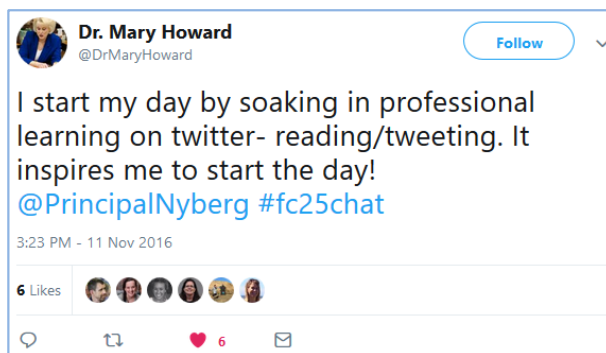 Dr. Mary Howard
@DrMaryHoward
Follow
I start my day by soaking in professional
learning on twitter- reading/tweeting. It
inspires me to start the day!
@PrincipalNyberg #fc25chat
3:23 PM - 11 Nov 2016
6 Likes
6